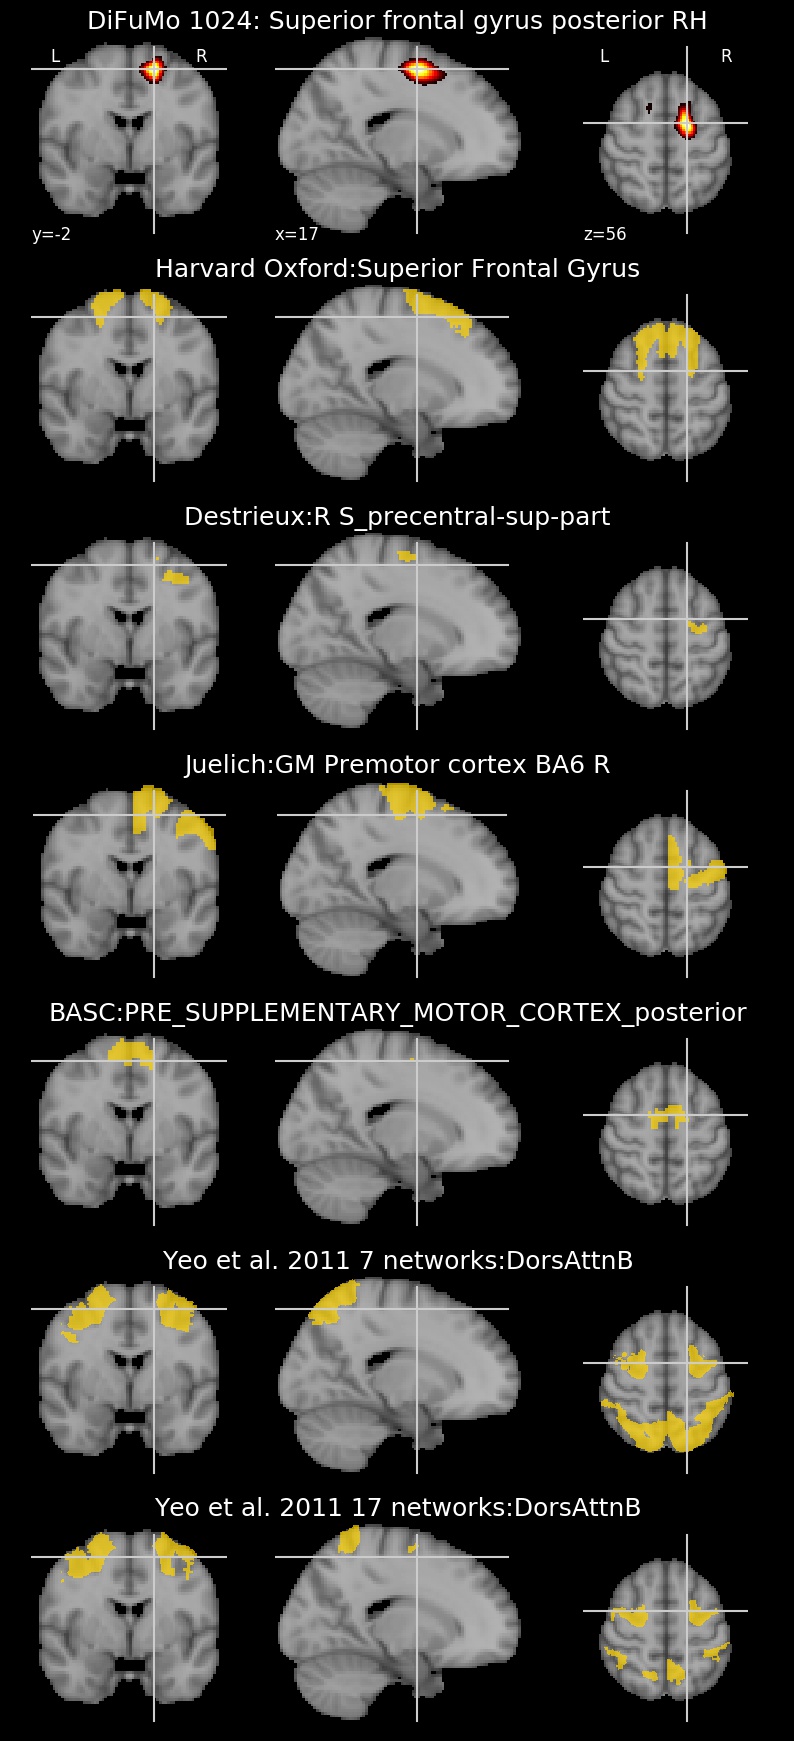 DiFuMo 1024: Superior frontal gyrus posterior RH
L R L R
y=-2 x=17 z=56
Harvard Oxford:Superior Frontal Gyrus
Destrieux:R S_precentral-sup-part
Juelich:GM Premotor cortex BA6 R
BASC:PRE_SUPPLEMENTARY_MOTOR_CORTEX_posterior
Yeo et al. 2011 7 networks:DorsAttnB
Yeo et al. 2011 17 networks:DorsAttnB